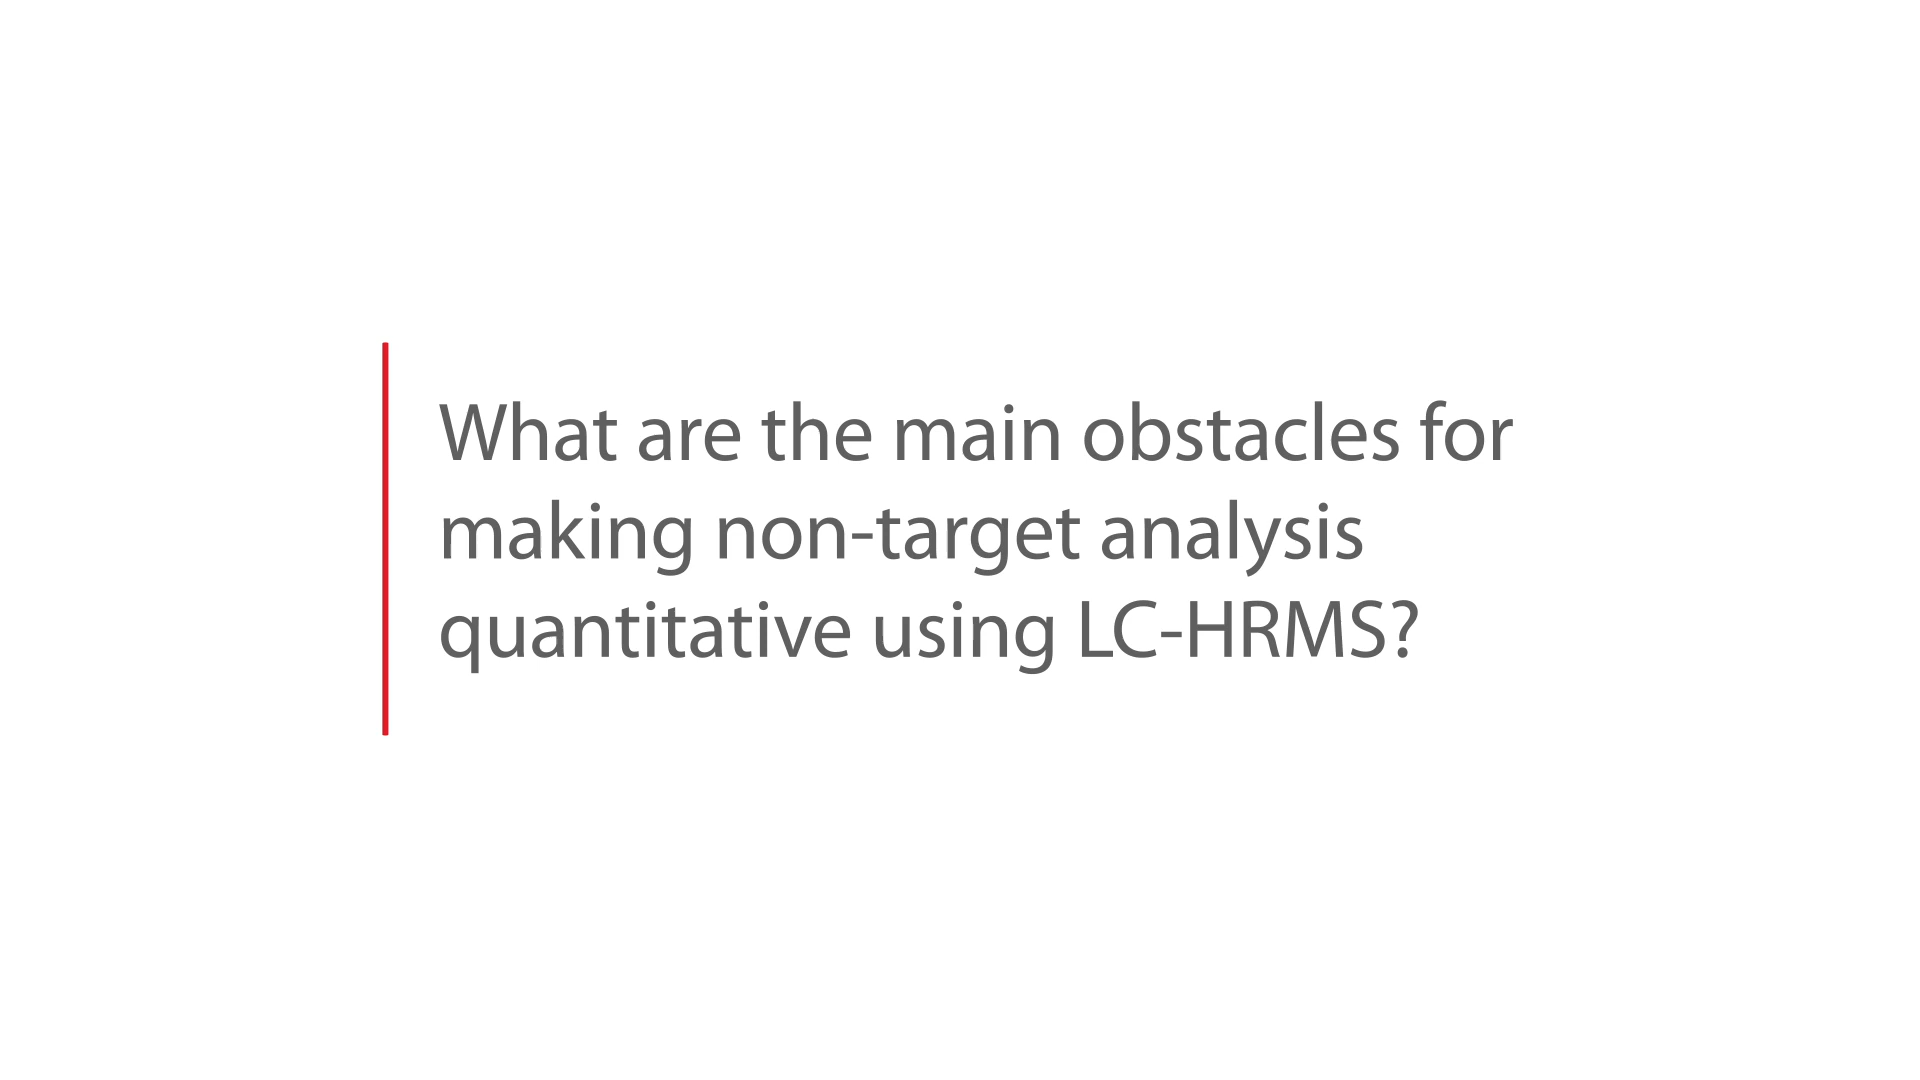 What are the main obstacles for
making non-target analysis
quantitative using LC-HRMS?